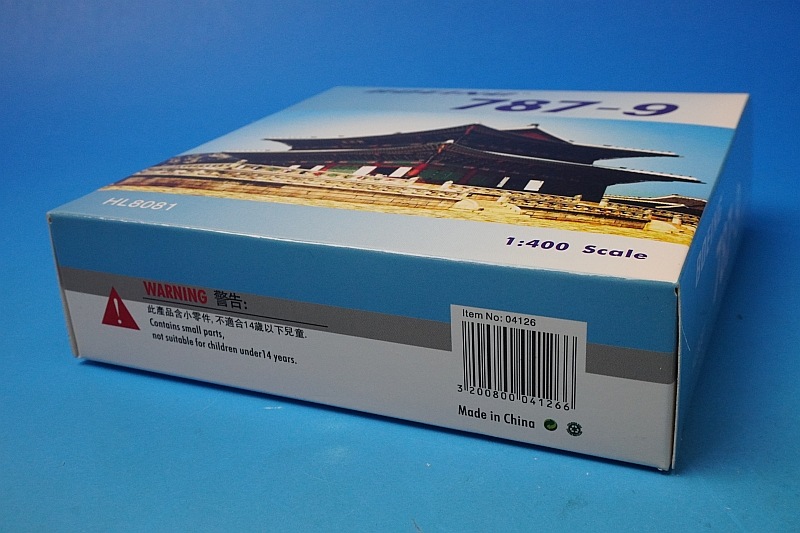 BOEING
787-9
HL8081
1:400 Scale
WARNING 警告:
此產品含小零件, 不適合14歲以下兒童.
Contains small parts,
not suitable for children under14 years.
Item No: 04126
3 200800 041266
Made in China